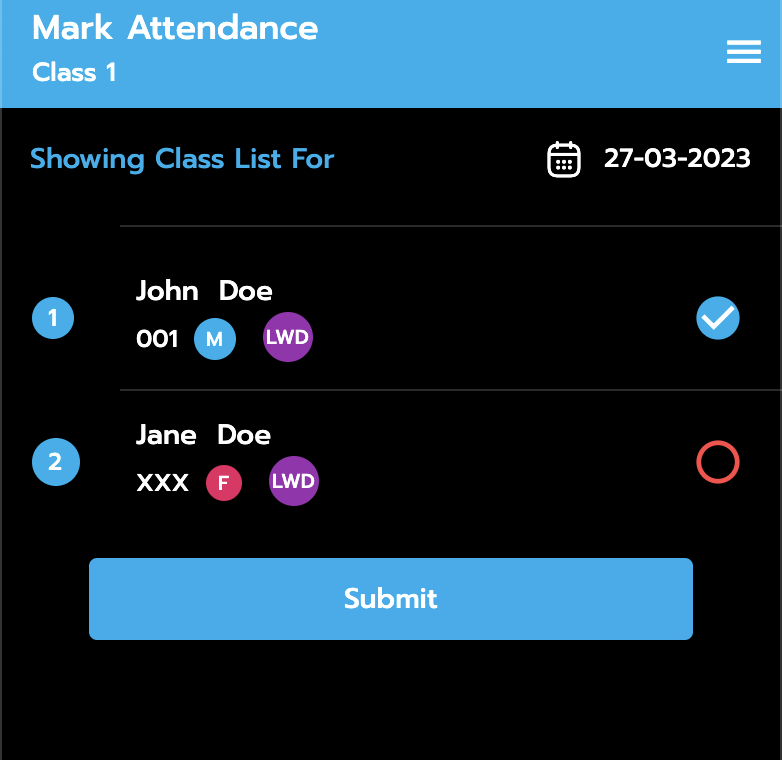 Mark Attendance
Class 1
Showing Class List For 27-03-2023
1
John Doe
001 M LWD
2
Jane Doe
XXX F LWD
Submit